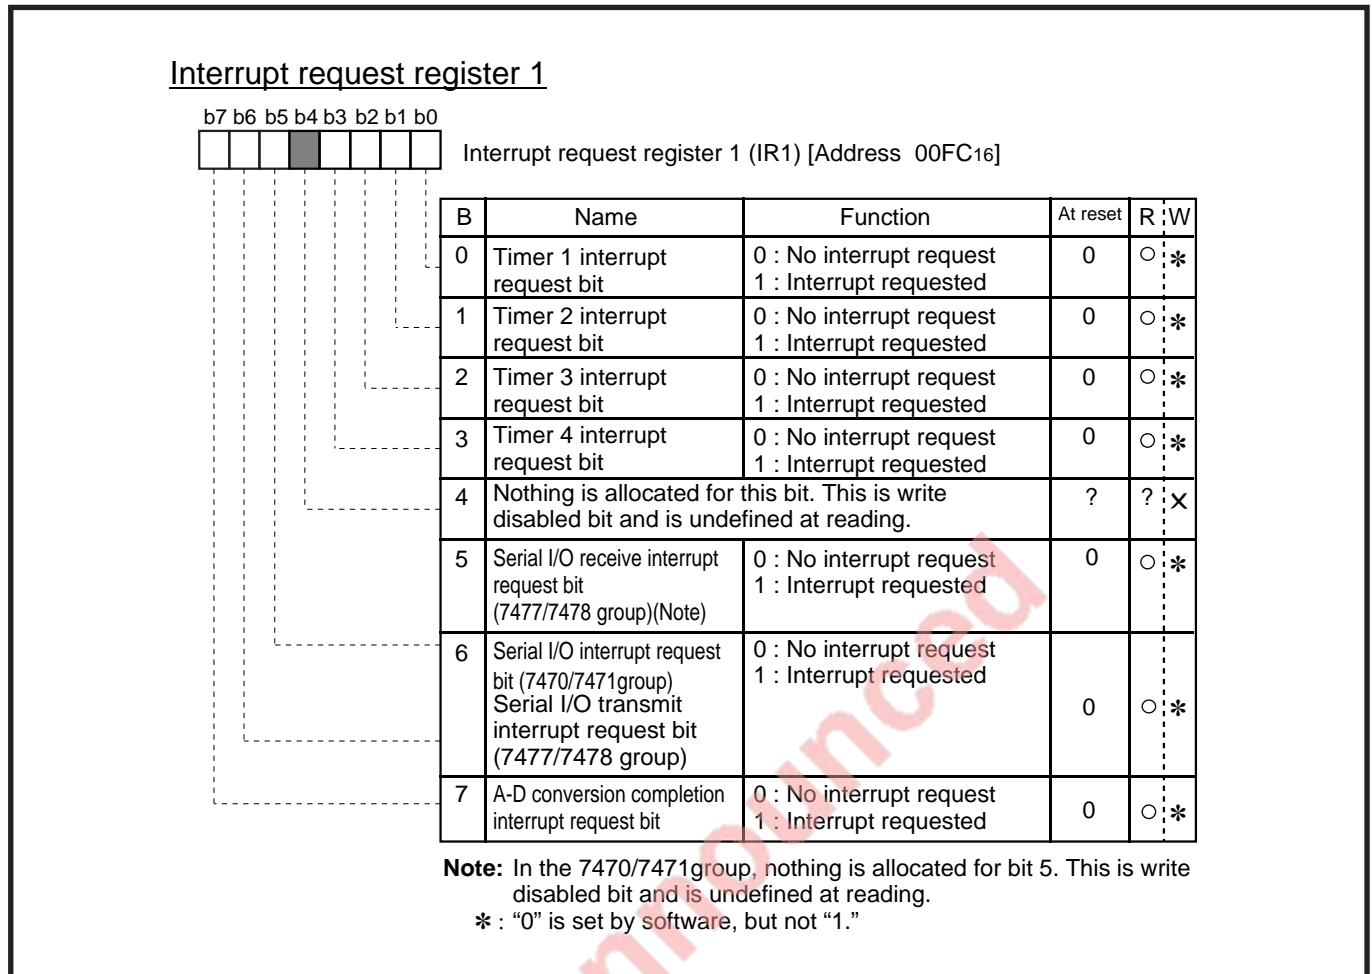 Interrupt request register 1
b7 b6 b5 b4 b3 b2 b1 b0
Interrupt request register 1 (IR1) [Address 00FC16]
B Name Function At reset R W
0 Timer 1 interrupt 0 : No interrupt request 0 ○ ✻
request bit 1 : Interrupt requested
1 Timer 2 interrupt 0 : No interrupt request 0 ○ ✻
request bit 1 : Interrupt requested
2 Timer 3 interrupt 0 : No interrupt request 0 ○ ✻
request bit 1 : Interrupt requested
3 Timer 4 interrupt 0 : No interrupt request 0 ○ ✻
request bit 1 : Interrupt requested
4 Nothing is allocated for this bit. This is write ? ? ×
disabled bit and is undefined at reading.
5 Serial I/O receive interrupt 0 : No interrupt request 0 ○ ✻
request bit 1 : Interrupt requested
(7477/7478 group)(Note)
6 Serial I/O interrupt request 0 : No interrupt request
bit (7470/7471group) 1 : Interrupt requested
Serial I/O transmit 0 ○ ✻
interrupt request bit
(7477/7478 group)
7 A-D conversion completion 0 : No interrupt request 0 ○ ✻
interrupt request bit 1 : Interrupt requested
Note: In the 7470/7471group, nothing is allocated for bit 5. This is write
disabled bit and is undefined at reading.
✻ : “0” is set by software, but not “1.”